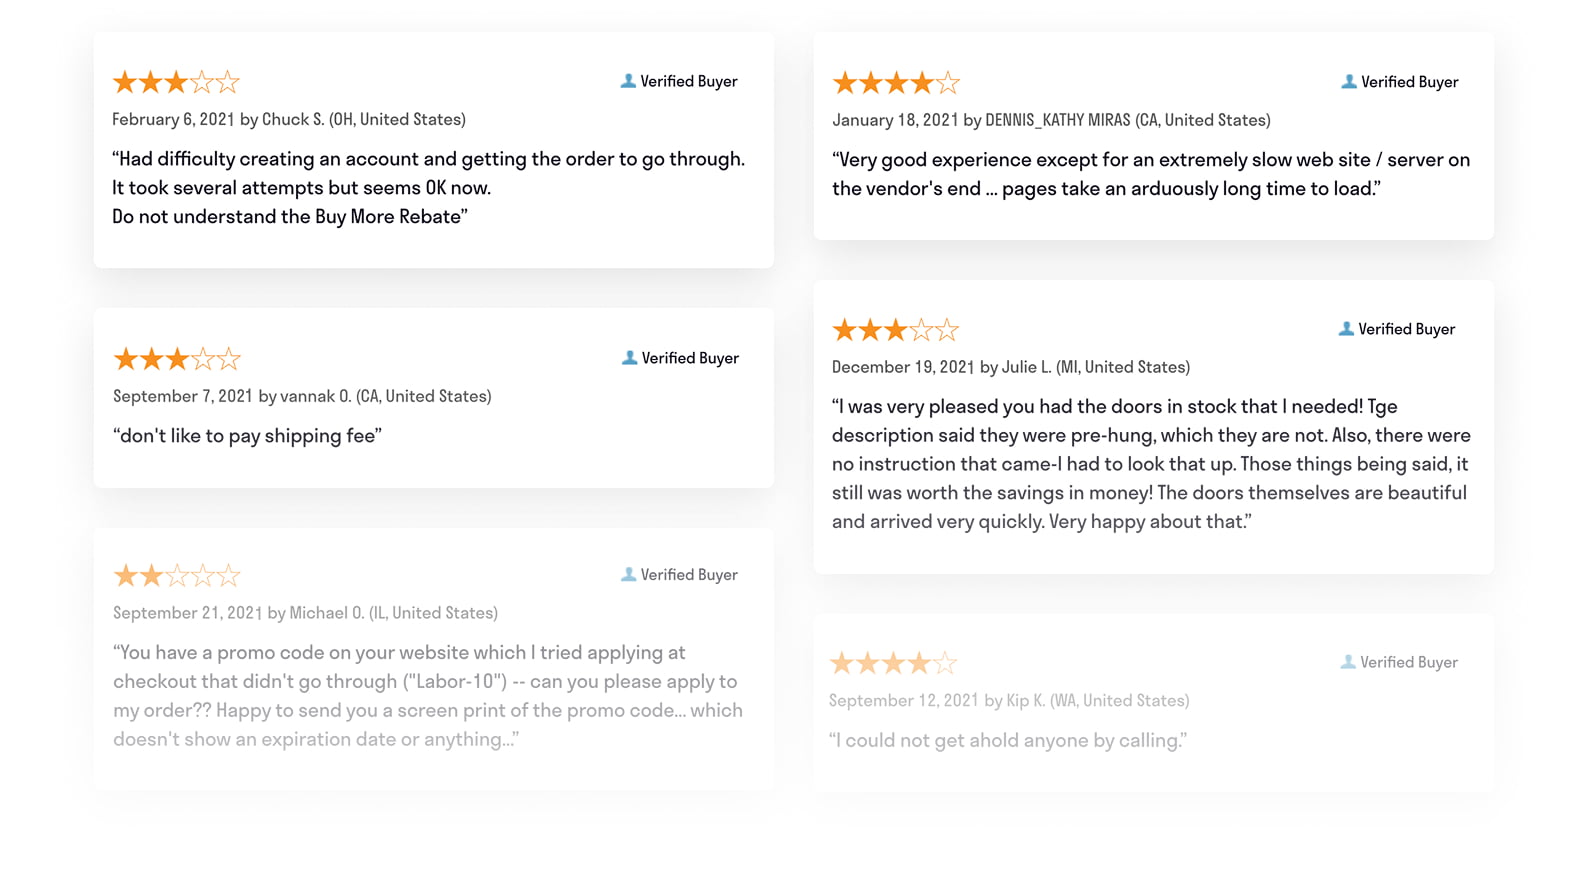 Verified Buyer
February 6, 2021 by Chuck S. (OH, United States)
“Had difficulty creating an account and getting the order to go through.
It took several attempts but seems OK now.
Do not understand the Buy More Rebate”
Verified Buyer
September 7, 2021 by vannak O. (CA, United States)
“don't like to pay shipping fee”
Verified Buyer
September 21, 2021 by Michael O. (IL, United States)
“You have a promo code on your website which I tried applying at
checkout that didn't go through ("Labor-10") -- can you please apply to
my order?? Happy to send you a screen print of the promo code... which
doesn't show an expiration date or anything...”
Verified Buyer
January 18, 2021 by DENNIS_KATHY MIRAS (CA, United States)
“Very good experience except for an extremely slow web site / server on
the vendor's end ... pages take an arduously long time to load.”
Verified Buyer
December 19, 2021 by Julie L. (MI, United States)
“I was very pleased you had the doors in stock that I needed! Tge
description said they were pre-hung, which they are not. Also, there were
no instruction that came-I had to look that up. Those things being said, it
still was worth the savings in money! The doors themselves are beautiful
and arrived very quickly. Very happy about that.”
Verified Buyer
September 12, 2021 by Kip K. (WA, United States)
“I could not get ahold anyone by calling.”